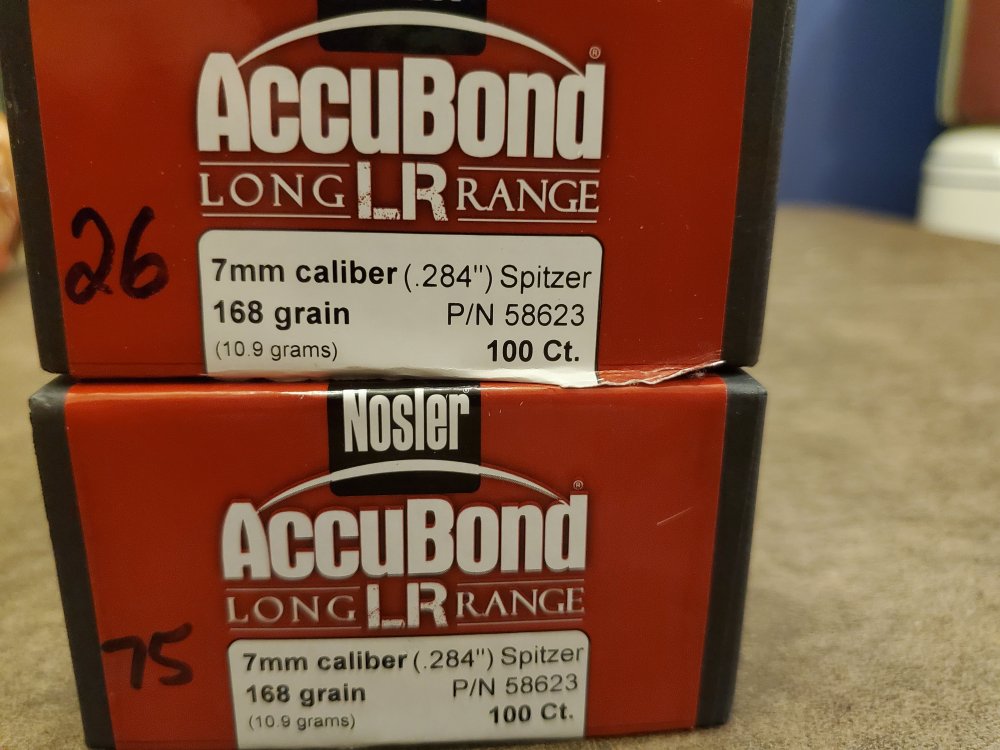 AccuBond®
LONG LR RANGE
26
7mm caliber (.284") Spitzer
168 grain P/N 58623
(10.9 grams) 100 Ct.
Nosler®
AccuBond®
LONG LR RANGE
75
7mm caliber (.284") Spitzer
168 grain P/N 58623
(10.9 grams) 100 Ct.